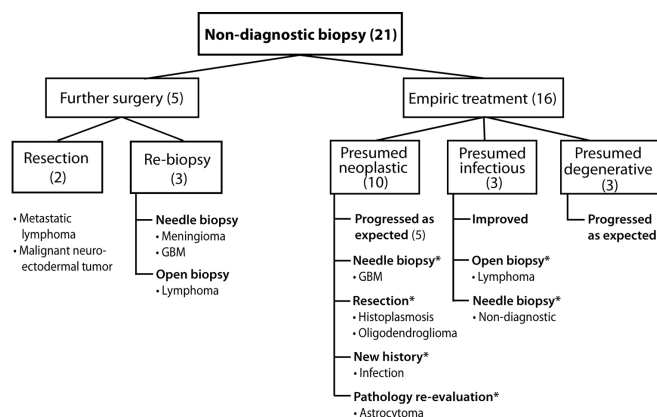 Non-diagnostic biopsy (21)
Further surgery (5)
Empiric treatment (16)
Resection
(2)
Re-biopsy
(3)
Presumed
neoplastic
(10)
Presumed
infectious
(3)
Presumed
degenerative
(3)
• Metastatic
lymphoma
• Malignant neuro-
ectodermal tumor
Needle biopsy
• Meningioma
• GBM
Open biopsy
• Lymphoma
Progressed as
expected (5)
Needle biopsy*
• GBM
Resection*
• Histoplasmosis
• Oligodendroglioma
New history*
• Infection
Pathology re-evaluation*
• Astrocytoma
Improved
Open biopsy*
• Lymphoma
Needle biopsy*
• Non-diagnostic
Progressed
as expected